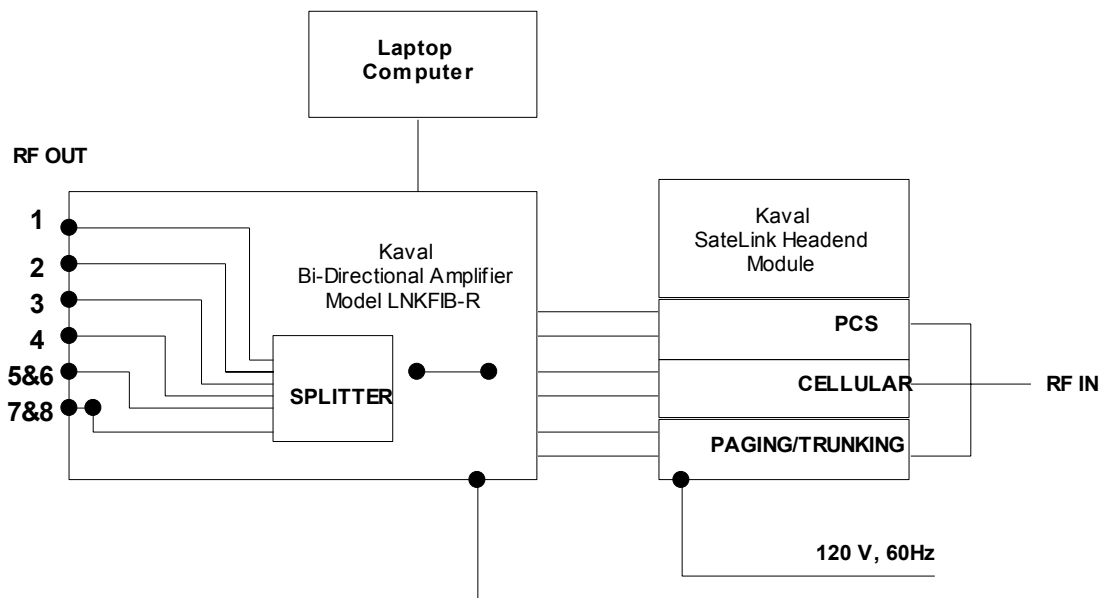 Laptop
Computer
RF OUT
1
2
3
4
5&6
7&8
Kaval
Bi-Directional Amplifier
Model LNKFIB-R
SPLITTER
Kaval
SateLink Headend
Module
PCS
CELLULAR
PAGING/TRUNKING
RF IN
120 V, 60Hz